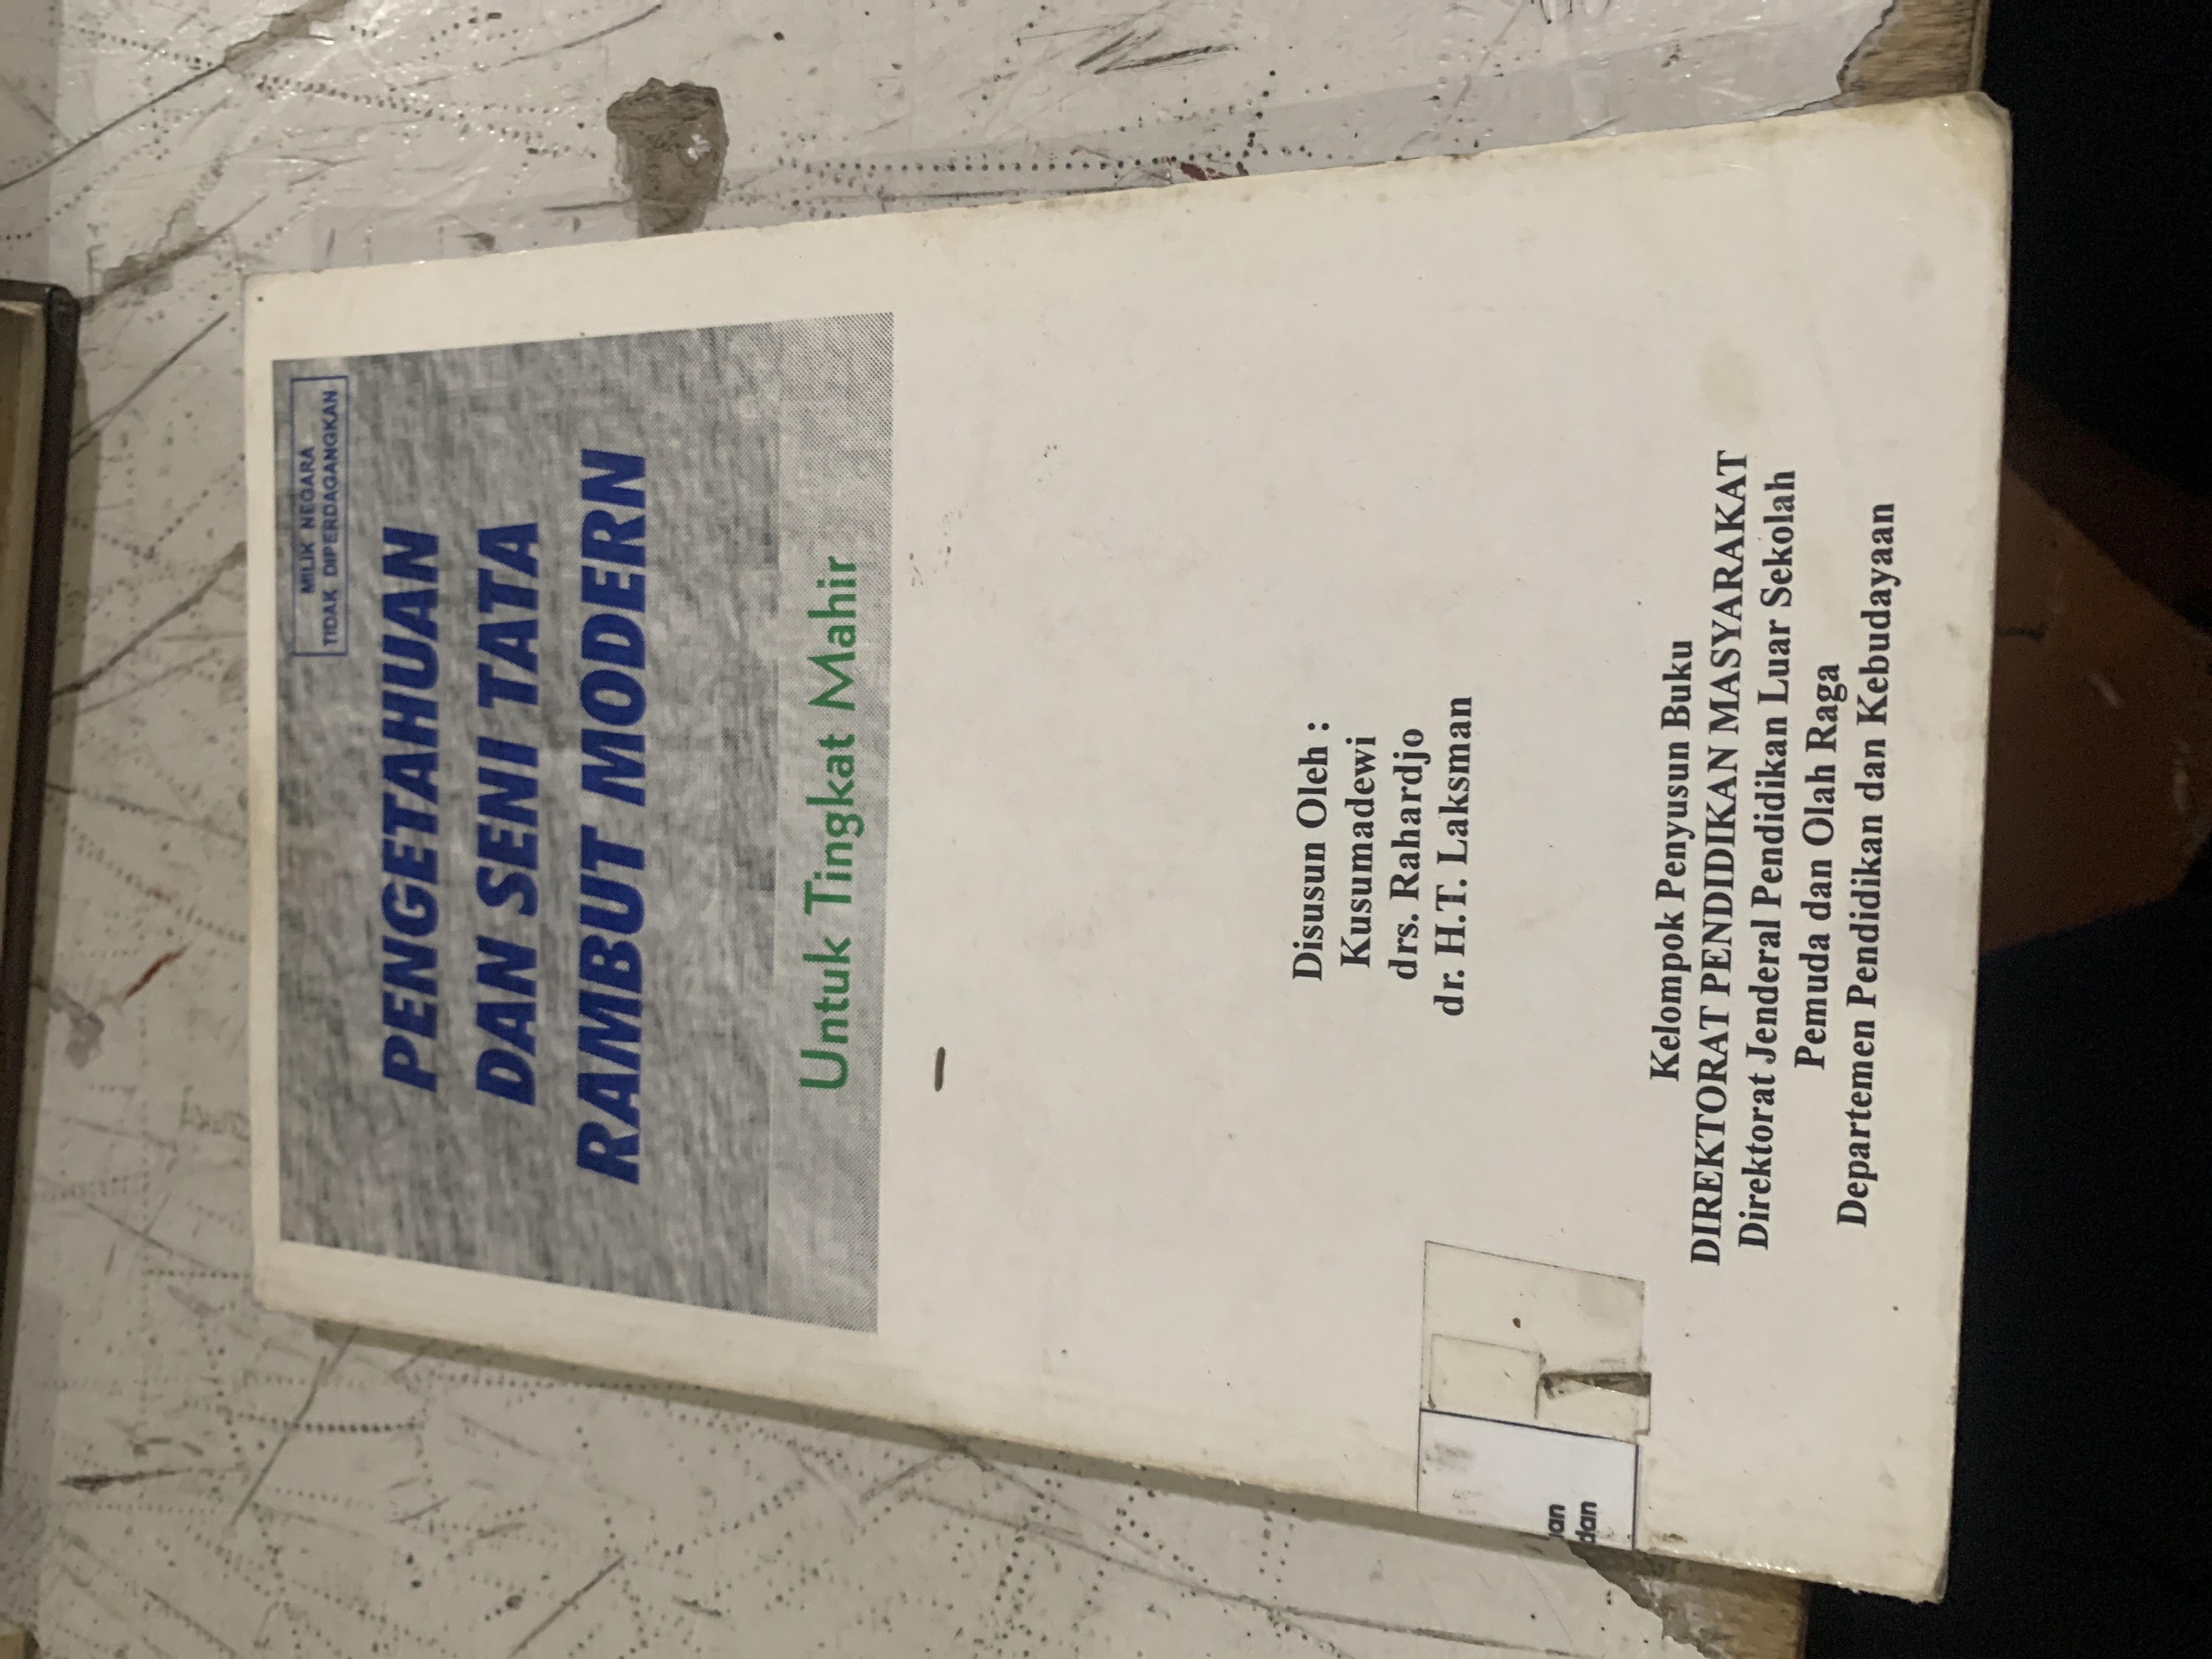 MILIK NEGARA
TIDAK DIPERDAGANGKAN
PENGETAHUAN
DAN SENI TATA
RAMBUT MODERN
Untuk Tingkat Mahir
Disusun Oleh :
Kusumadewi
drs. Rahardjo
dr. H.T. Laksman
Kelompok Penyusun Buku
DIREKTORAT PENDIDIKAN MASYARAKAT
Direktorat Jenderal Pendidikan Luar Sekolah
Pemuda dan Olah Raga
Departemen Pendidikan dan Kebudayaan
dan